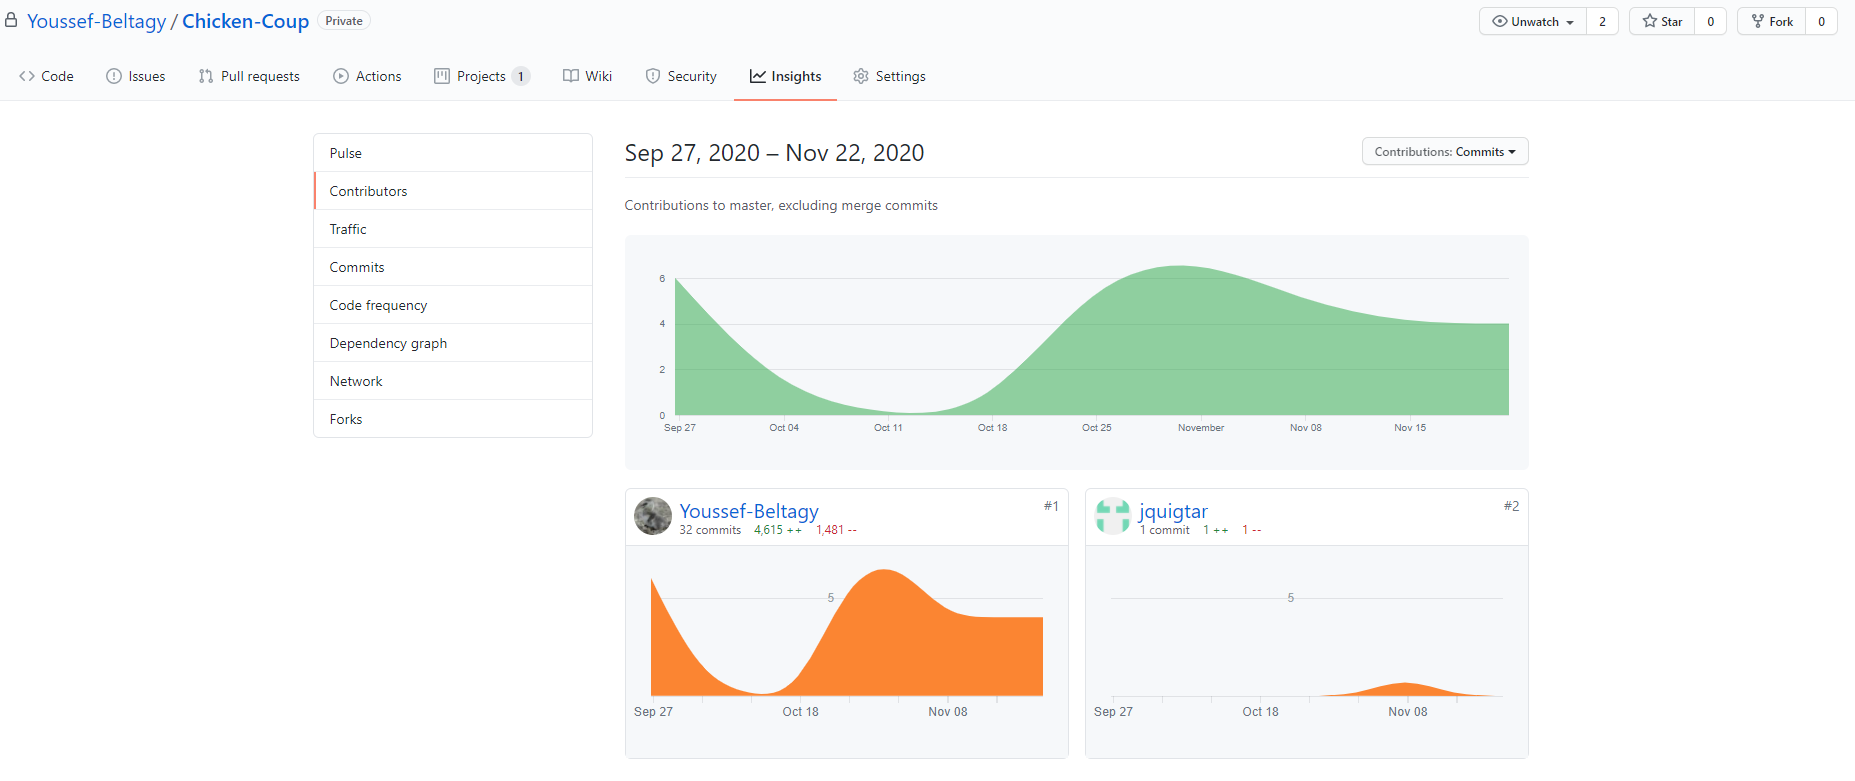 Youssef-Beltagy / Chicken-Coup Private
Unwatch 2 Star 0 Fork 0
Code Issues Pull requests Actions Projects 1 Wiki Security Insights Settings
Pulse
Contributors
Traffic
Commits
Code frequency
Dependency graph
Network
Forks
Sep 27, 2020 – Nov 22, 2020
Contributions: Commits
Contributions to master, excluding merge commits
6
4
2
0
Sep 27 Oct 04 Oct 11 Oct 18 Oct 25 November Nov 08 Nov 15
Youssef-Beltagy #1
32 commits 4,615 ++ 1,481 --
5
Sep 27 Oct 18 Nov 08
jquigtar #2
1 commit 1 ++ 1 --
5
Sep 27 Oct 18 Nov 08